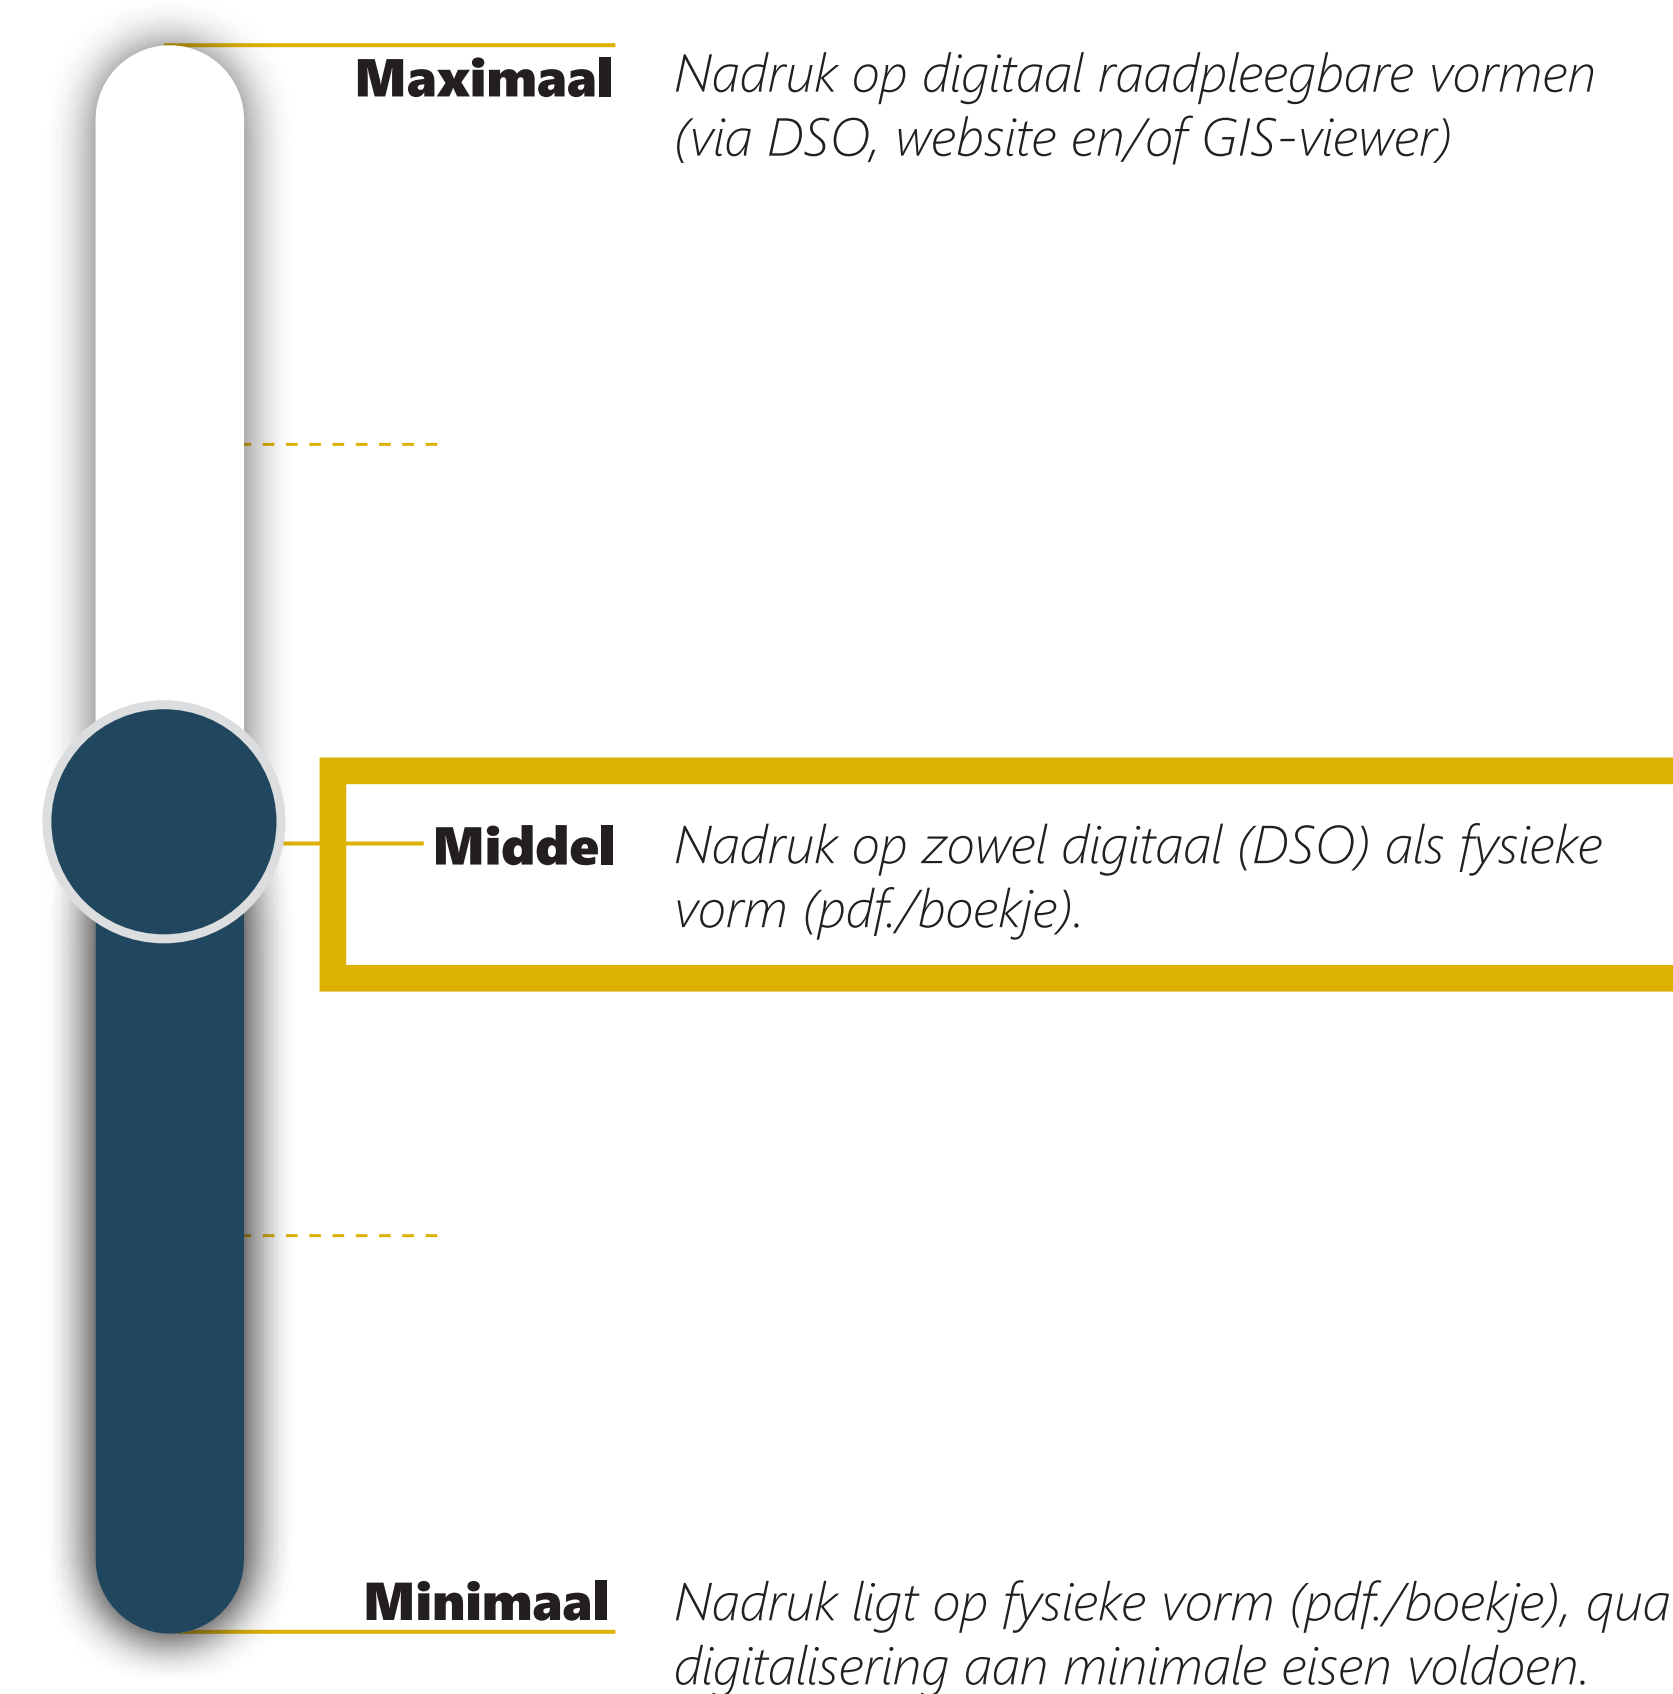 Maximaal Nadruk op digitaal raadpleegbare vormen
(via DSO, website en/of GIS-viewer)
Middel Nadruk op zowel digitaal (DSO) als fysieke
vorm (pdf./boekje).
Minimaal Nadruk ligt op fysieke vorm (pdf./boekje), qua
digitalisering aan minimale eisen voldoen.